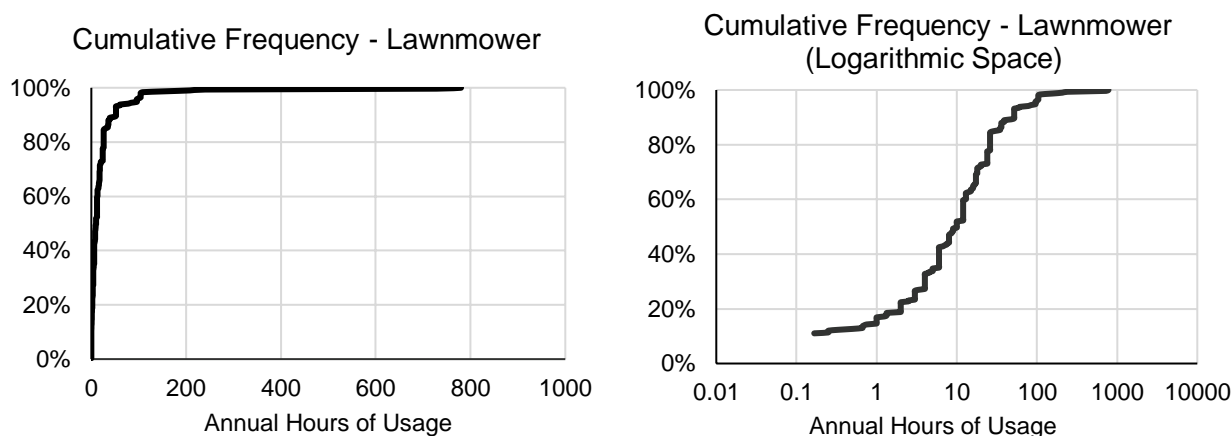 Cumulative Frequency - Lawnmower
100%
80%
60%
40%
20%
0%
0 200 400 600 800 1000
Annual Hours of Usage
Cumulative Frequency - Lawnmower
(Logarithmic Space)
100%
80%
60%
40%
20%
0%
0.01 0.1 1 10 100 1000 10000
Annual Hours of Usage